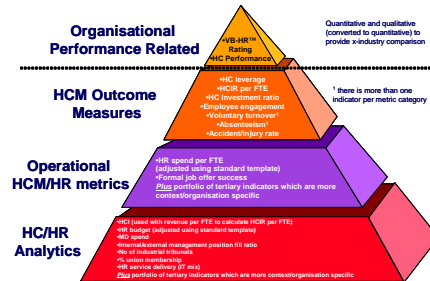 Organisational
Performance Related
•VB-HR™
Rating
•HC Performance
Quantitative and qualitative
(converted to quantitative) to
provide x-industry comparison
HCM Outcome
Measures
•HC leverage
•HCIR per FTE
•HC Investment ratio
•Employee engagement
•Voluntary turnover¹
•Absenteeism¹
•Accident/injury rate
¹ there is more than one
indicator per metric category
Operational
HCM/HR metrics
•HR spend per FTE
(adjusted using standard template)
•Formal job offer success
Plus portfolio of tertiary indicators which are more
context/organisation specific
HC/HR
Analytics
•HCI (used with revenue per FTE to calculate HCIR per FTE)
•HR budget (adjusted using standard template)
•MD spend
•Internal/external management position fill ratio
•No of industrial tribunals
•% union membership
•HR service delivery (IT mix)
Plus portfolio of tertiary indicators which are more context/organisation specific